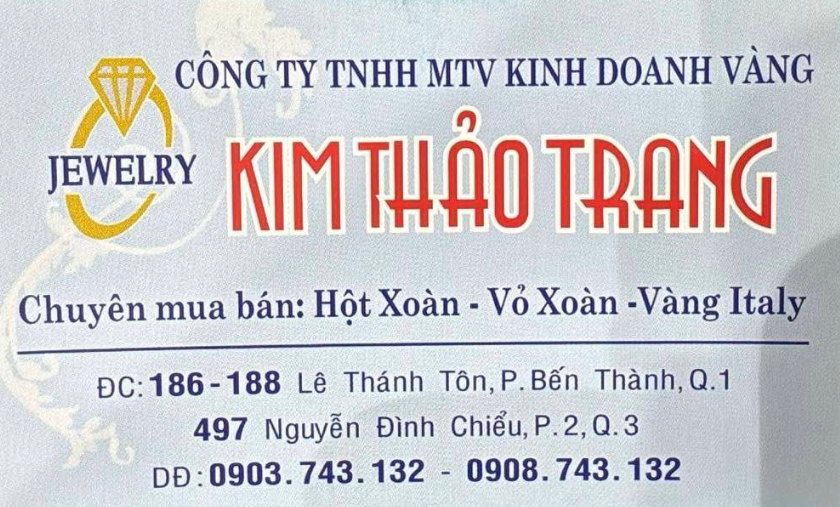 CÔNG TY TNHH MTV KINH DOANH VÀNG
JEWELRY
KIM THẢO TRANG
Chuyên mua bán: Hột Xoàn - Vỏ Xoàn -Vàng Italy
ĐC: 186-188 Lê Thánh Tôn, P. Bến Thành, Q.1
497 Nguyễn Đình Chiểu, P. 2, Q. 3
DĐ: 0903.743.132 - 0908.743.132